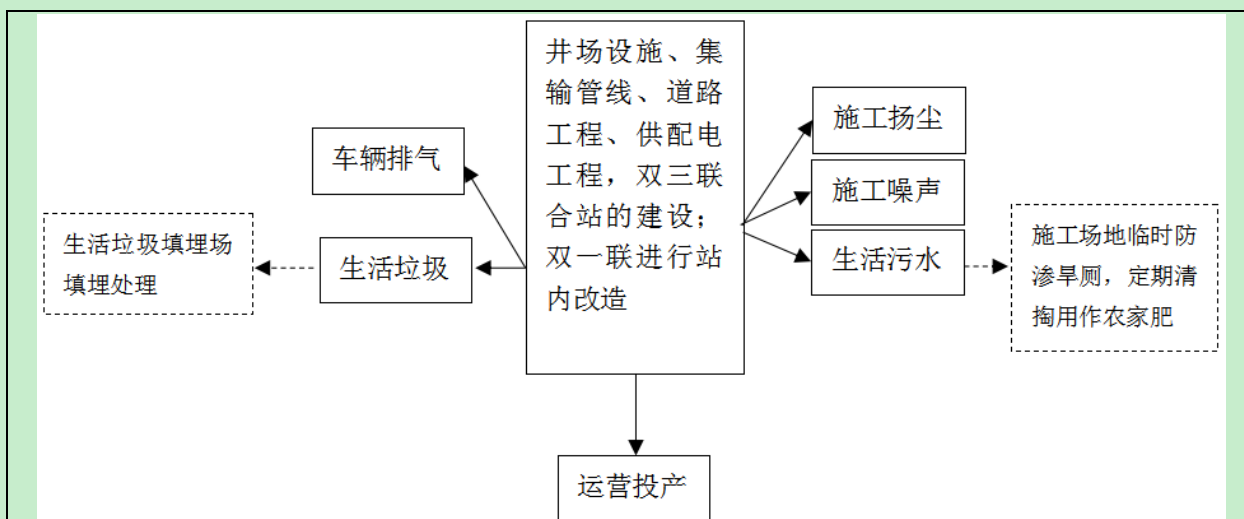 井场设施、集
输管线、道路
工程、供配电
工程，双三联
合站的建设；
双一联进行站
内改造
车辆排气
生活垃圾
生活垃圾填埋场
填埋处理
施工扬尘
施工噪声
生活污水
施工场地临时防
渗旱厕，定期清
掏用作农家肥
运营投产